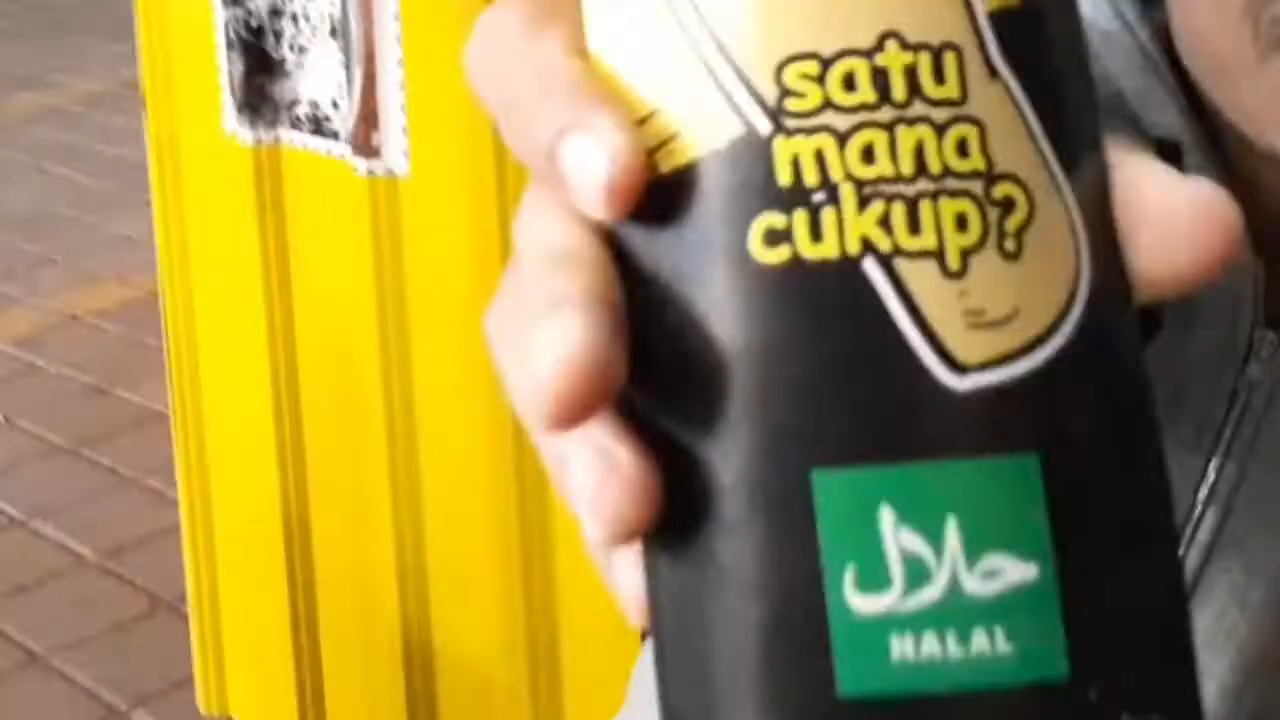 satu
mana
cukup?
حلال
HALAL